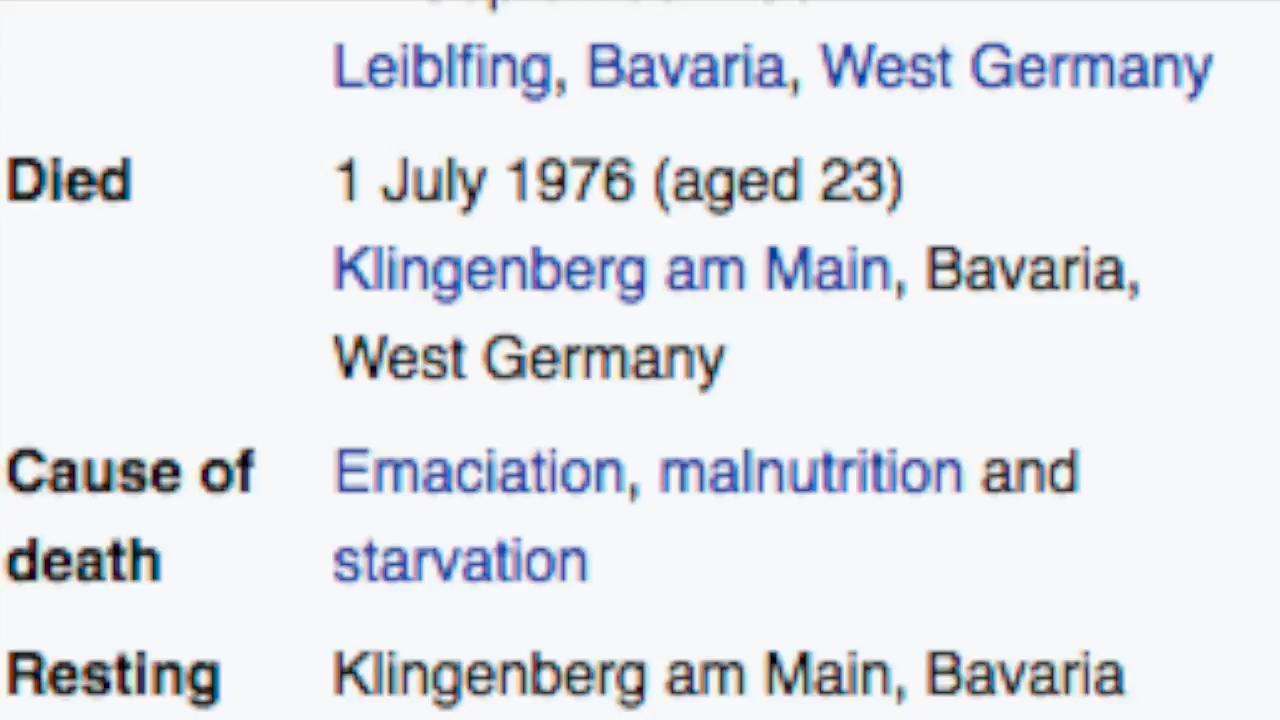 Leiblfing, Bavaria, West Germany
Died 1 July 1976 (aged 23)
Klingenberg am Main, Bavaria,
West Germany
Cause of Emaciation, malnutrition and
death starvation
Resting Klingenberg am Main, Bavaria